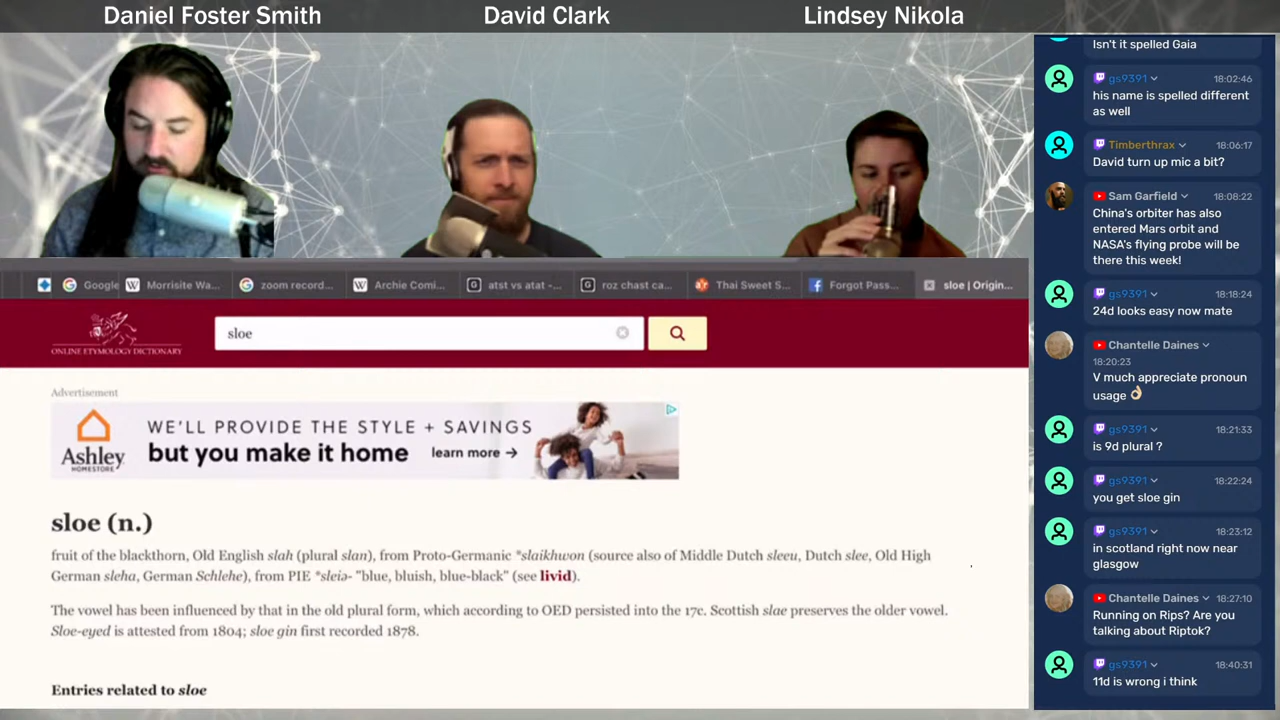 Daniel Foster Smith
David Clark
Lindsey Nikola
Isn't it spelled Gaia
gs9391
18:02:46
his name is spelled different
as well
Timberthrax
18:06:17
David turn up mic a bit?
Sam Garfield
18:08:22
China's orbiter has also
entered Mars orbit and
NASA's flying probe will be
there this week!
gs9391
18:18:24
24d looks easy now mate
Chantelle Daines
18:20:23
V much appreciate pronoun
usage 👌🏼
gs9391
18:21:33
is 9d plural ?
gs9391
18:22:24
you get sloe gin
gs9391
18:23:12
in scotland right now near
glasgow
Chantelle Daines
18:27:10
Running on Rips? Are you
talking about Riptok?
gs9391
18:40:31
11d is wrong i think
Google
Morrisite Wa...
zoom record...
Archie Comi...
atst vs atat -...
roz chast ca...
Thai Sweet S...
Forgot Pass...
sloe | Origin...
ONLINE ETYMOLOGY DICTIONARY
sloe
Advertisement
Ashley
HOMESTORE
WE'LL PROVIDE THE STYLE + SAVINGS
but you make it home
learn more →
sloe (n.)
fruit of the blackthorn, Old English slah (plural slan), from Proto-Germanic *slaikhwon (source also of Middle Dutch sleeu, Dutch slee, Old High
German sleha, German Schlehe), from PIE *sleiə- "blue, bluish, blue-black" (see livid).
The vowel has been influenced by that in the old plural form, which according to OED persisted into the 17c. Scottish slae preserves the older vowel.
Sloe-eyed is attested from 1804; sloe gin first recorded 1878.
Entries related to sloe